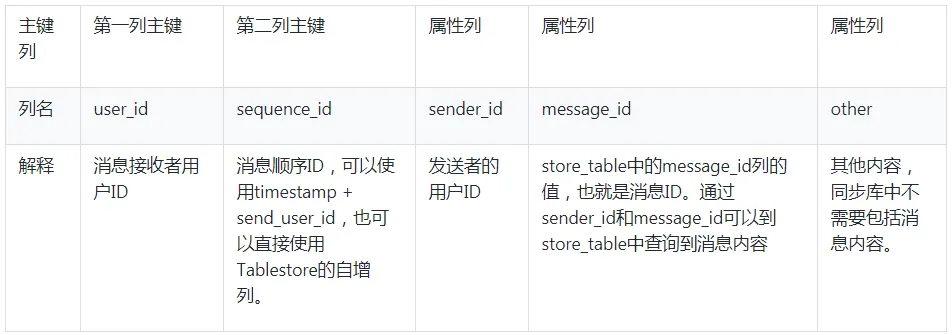 主键列 第一列主键 第二列主键 属性列 属性列 属性列
列名 user_id sequence_id sender_id message_id other
解释
消息接收者用
户ID
消息顺序ID，可以使
用timestamp +
send_user_id，也可
以直接使用
Tablestore的自增
列。
发送者的
用户ID
store_table中的message_id列的
值，也就是消息ID。通过
sender_id和message_id可以到
store_table中查询到消息内容
其他内容，
同步库中不
需要包括消
息内容。